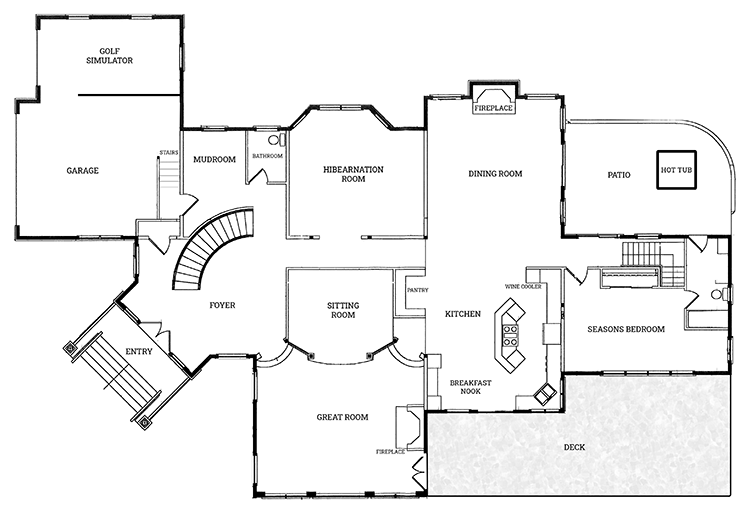 GOLF
SIMULATOR
FIREPLACE
STAIRS
MUDROOM
BATHROOM
GARAGE
HIBEARNATION
ROOM
DINING ROOM
PATIO
HOT TUB
PANTRY
WINE COOLER
FOYER
SITTING
ROOM
KITCHEN
SEASONS BEDROOM
ENTRY
BREAKFAST
NOOK
GREAT ROOM
FIREPLACE
DECK